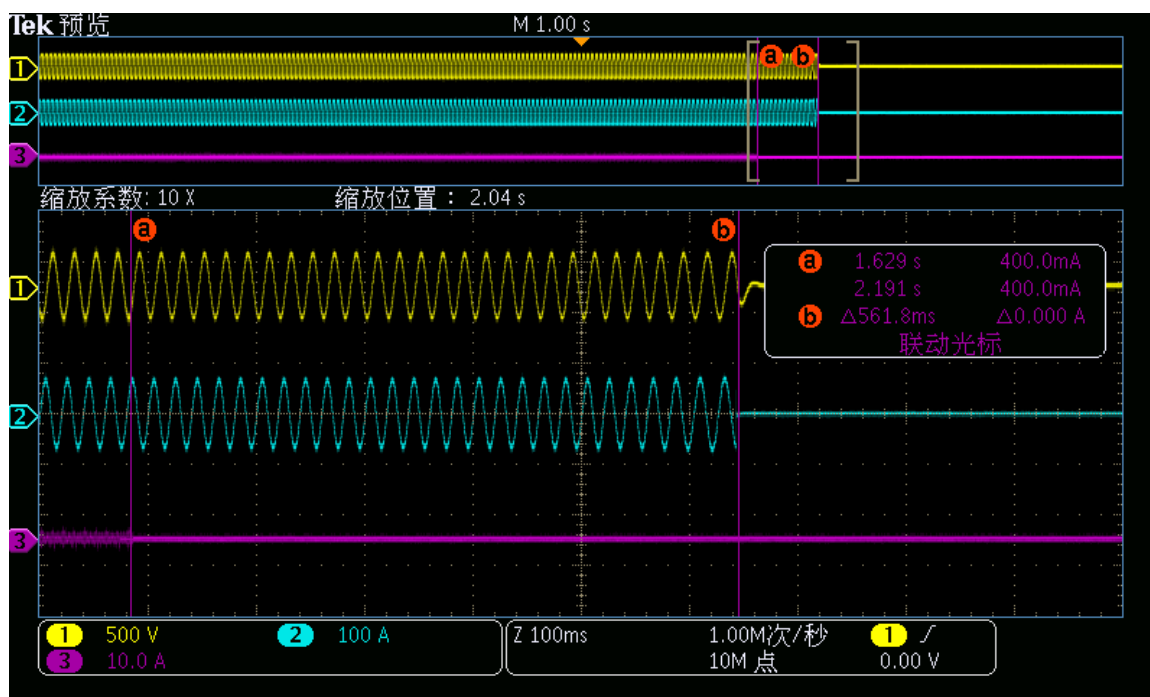 Tek 预览 M 1.00 s
a b
1
2
3
缩放系数: 10 X 缩放位置: 2.04 s
a b
1
2
3
a 1.629 s 400.0mA
2.191 s 400.0mA
b △561.8ms △0.000 A
联动光标
1 500 V 2 100 A Z 100ms 1.00M次/秒 1
3 10.0 A 10M 点 0.00 V